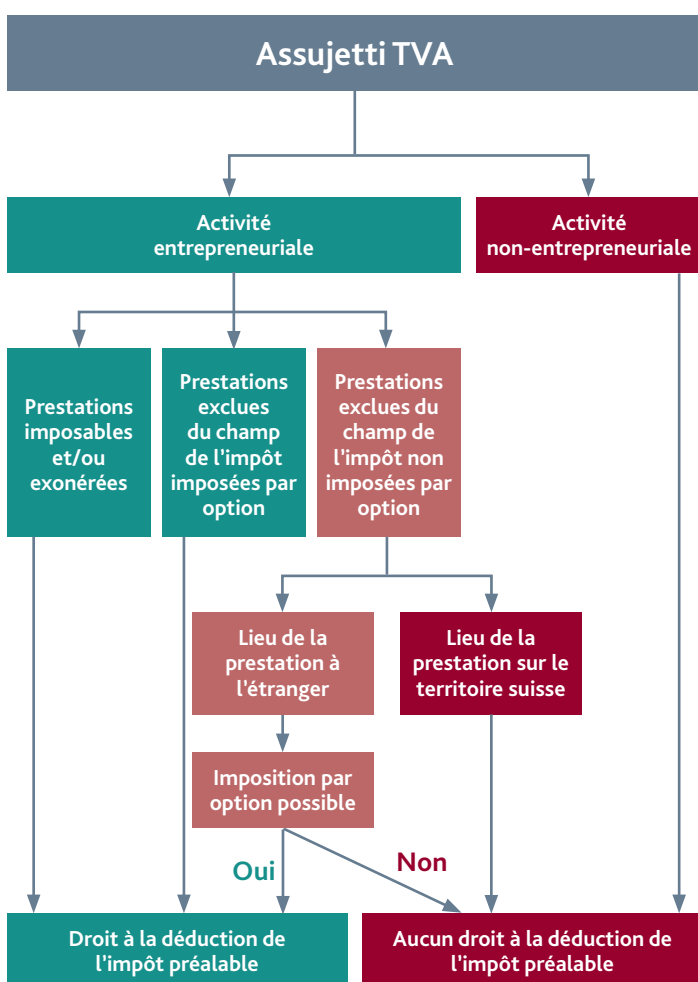 Assujetti TVA
Activité
entrepreneuriale
Activité
non-entrepreneuriale
Prestations
imposables
et/ou
exonérées
Prestations
exclues
du champ
de l'impôt
imposées par
option
Prestations
exclues du
champ de
l'impôt non
imposées par
option
Lieu de la
prestation à
l'étranger
Lieu de la
prestation sur le
territoire suisse
Imposition par
option possible
Oui
Non
Droit à la déduction de
l'impôt préalable
Aucun droit à la déduction de
l'impôt préalable